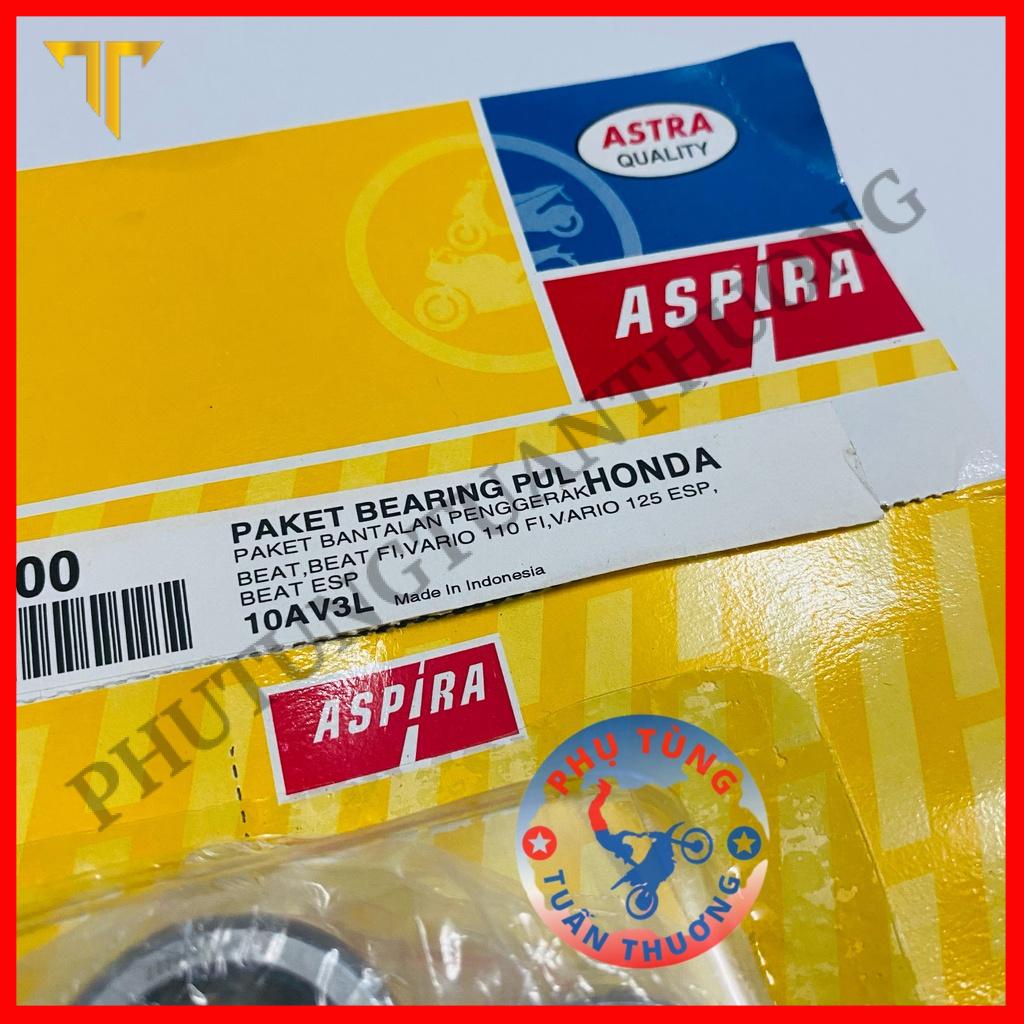 ASTRA
QUALITY
ASPIRA
00
PAKET BEARING PUL HONDA
PAKET BANTALAN PENGGERAK
BEAT,BEAT FI,VARIO 110 FI,VARIO 125 ESP,
BEAT ESP
10AV3L Made In Indonesia
ASPIRA
PHUTUNGTUANTHUONG
PHỤ TÙNG
TUẤN THƯƠNG